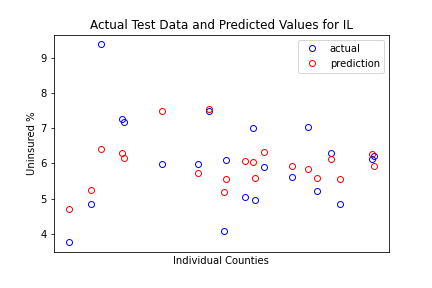 Actual Test Data and Predicted Values for IL
actual
prediction
9
8
7
6
5
4
Uninsured %
Individual Counties